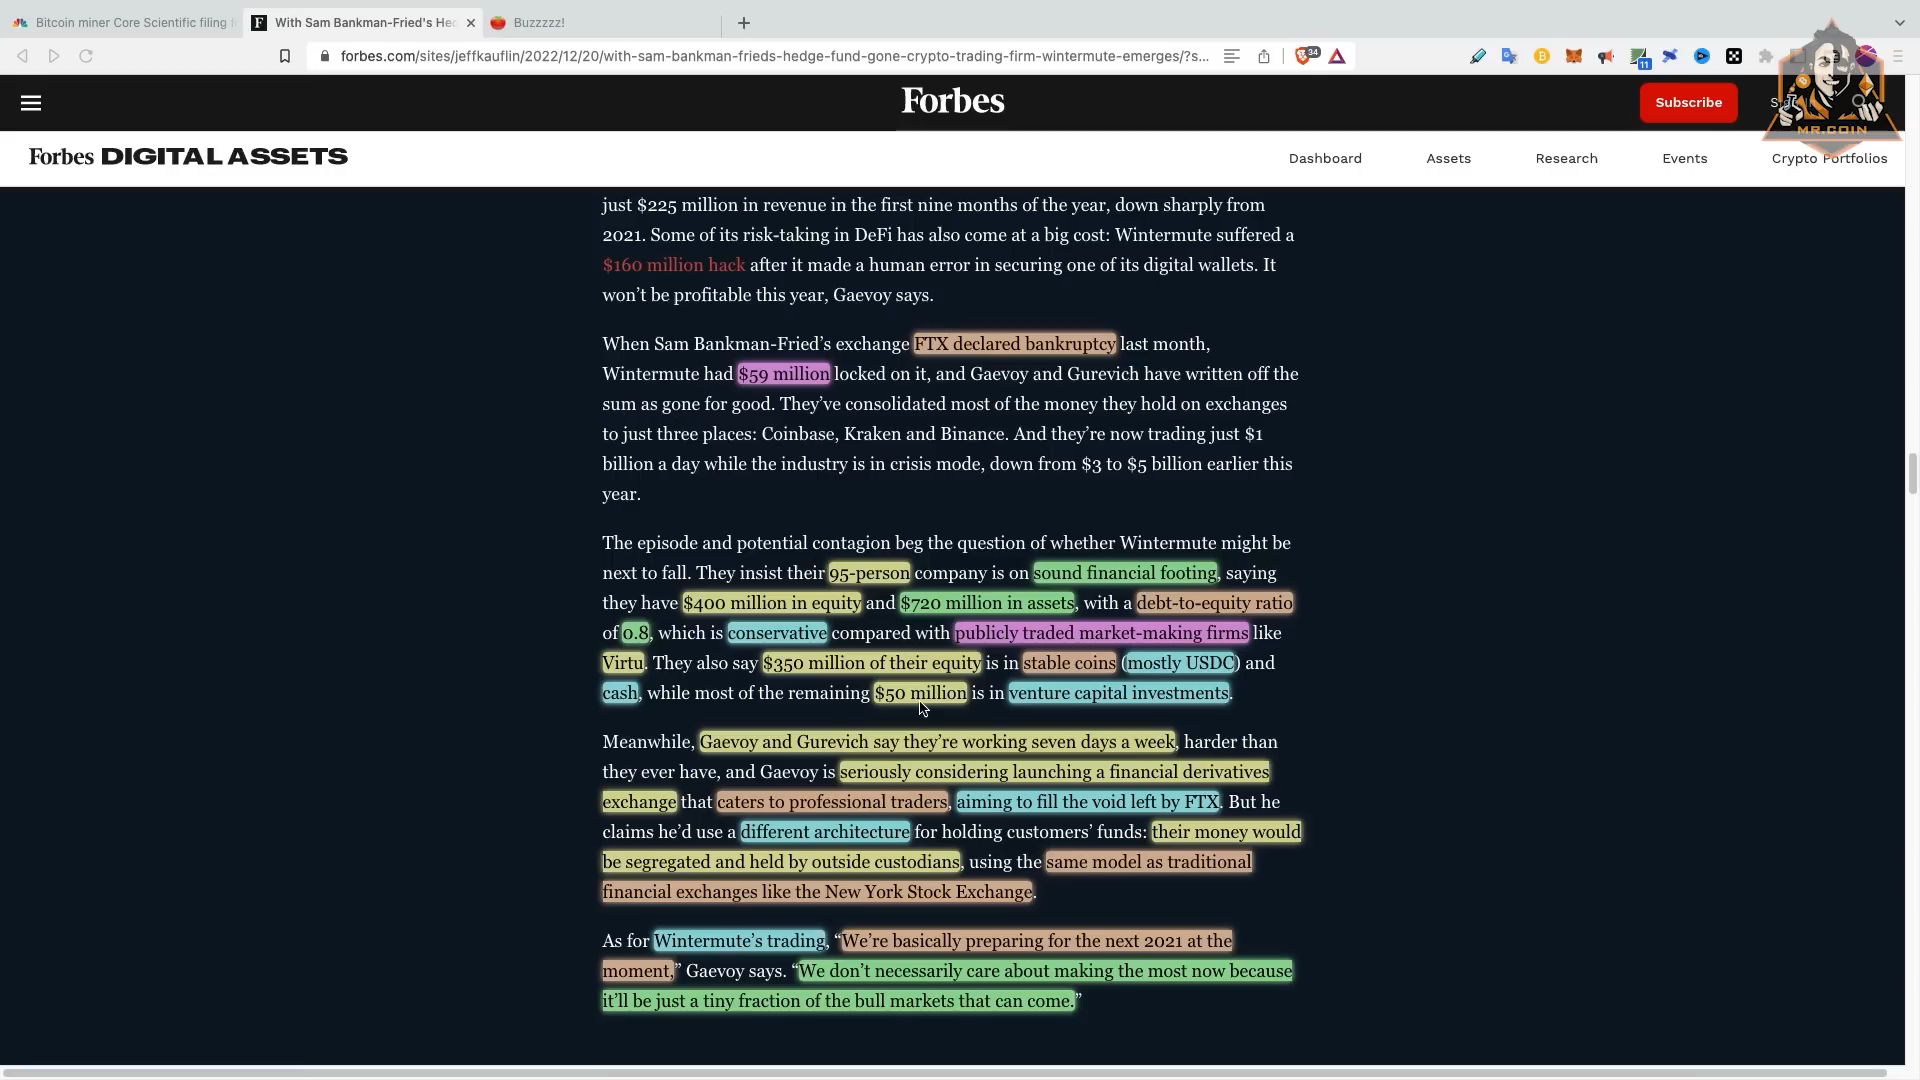 Bitcoin miner Core Scientific filing f
With Sam Bankman-Fried's Hed
Buzzzzz!
forbes.com/sites/jeffkauflin/2022/12/20/with-sam-bankman-frieds-hedge-fund-gone-crypto-trading-firm-wintermute-emerges/?s...
34
11
Forbes
Subscribe
MR.COIN
Forbes DIGITAL ASSETS
Dashboard
Assets
Research
Events
Crypto Portfolios
just $225 million in revenue in the first nine months of the year, down sharply from
2021. Some of its risk-taking in DeFi has also come at a big cost: Wintermute suffered a
$160 million hack after it made a human error in securing one of its digital wallets. It
won’t be profitable this year, Gaevoy says.
When Sam Bankman-Fried’s exchange FTX declared bankruptcy last month,
Wintermute had $59 million locked on it, and Gaevoy and Gurevich have written off the
sum as gone for good. They’ve consolidated most of the money they hold on exchanges
to just three places: Coinbase, Kraken and Binance. And they’re now trading just $1
billion a day while the industry is in crisis mode, down from $3 to $5 billion earlier this
year.
The episode and potential contagion beg the question of whether Wintermute might be
next to fall. They insist their 95-person company is on sound financial footing, saying
they have $400 million in equity and $720 million in assets, with a debt-to-equity ratio
of 0.8, which is conservative compared with publicly traded market-making firms like
Virtu. They also say $350 million of their equity is in stable coins (mostly USDC) and
cash, while most of the remaining $50 million is in venture capital investments.
Meanwhile, Gaevoy and Gurevich say they’re working seven days a week, harder than
they ever have, and Gaevoy is seriously considering launching a financial derivatives
exchange that caters to professional traders, aiming to fill the void left by FTX. But he
claims he’d use a different architecture for holding customers’ funds: their money would
be segregated and held by outside custodians, using the same model as traditional
financial exchanges like the New York Stock Exchange.
As for Wintermute’s trading, “We’re basically preparing for the next 2021 at the
moment,” Gaevoy says. “We don’t necessarily care about making the most now because
it’ll be just a tiny fraction of the bull markets that can come.”